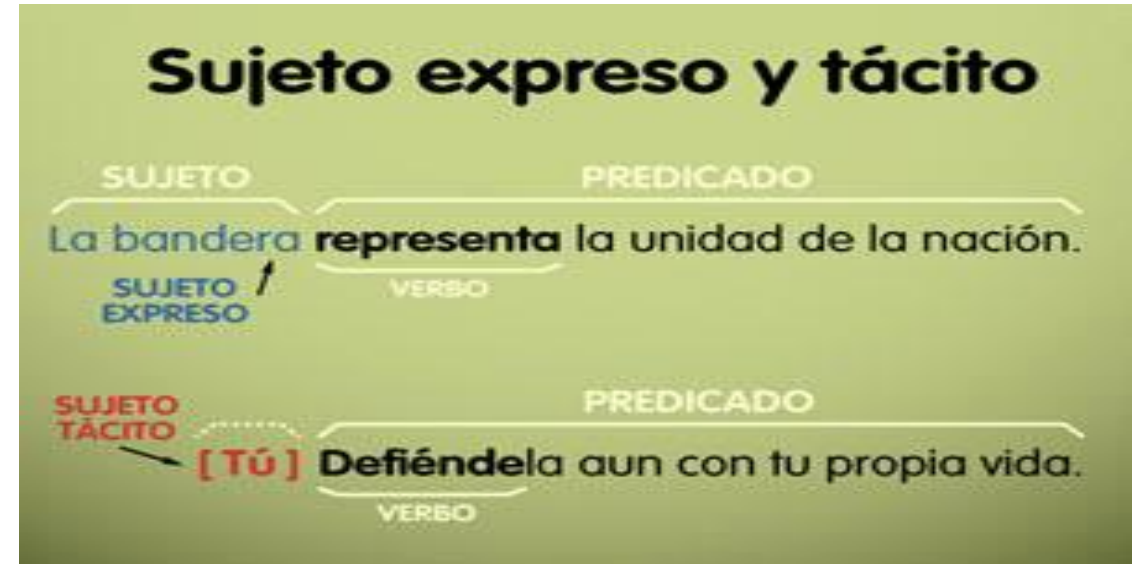 Sujeto expreso y tácito
SUJETO PREDICADO
La bandera representa la unidad de la nación.
SUJETO EXPRESO VERBO
SUJETO TÁCITO PREDICADO
[Tú] Defiéndela aun con tu propia vida.
VERBO